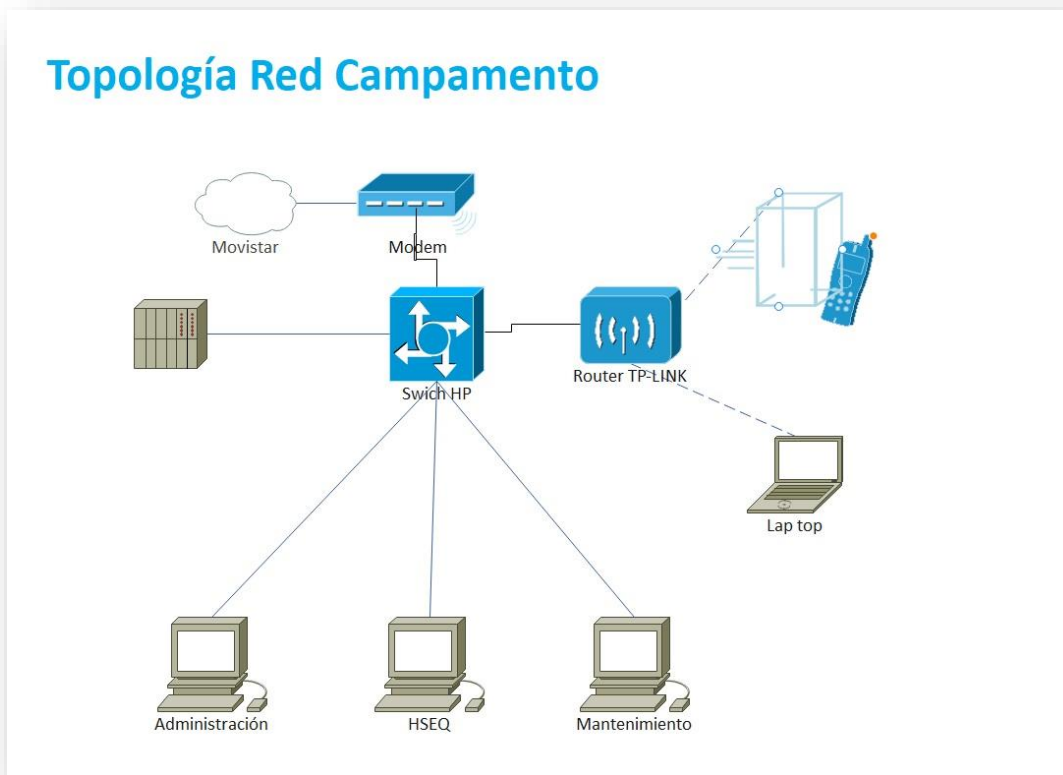 Topología Red Campamento
Movistar
Modem
Swich HP
Router TP-LINK
Lap top
Administración
HSEQ
Mantenimiento